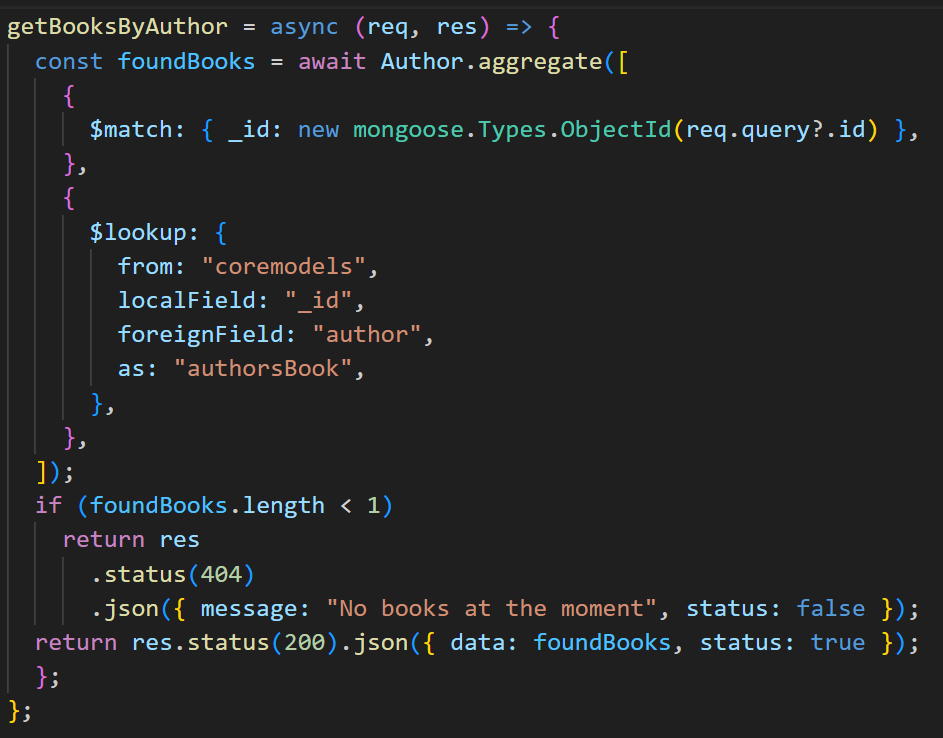 getBooksByAuthor = async (req, res) => {
  const foundBooks = await Author.aggregate([
    {
      $match: { _id: new mongoose.Types.ObjectId(req.query?.id) },
    },
    {
      $lookup: {
        from: "coremodels",
        localField: "_id",
        foreignField: "author",
        as: "authorsBook",
      },
    },
  ]);
  if (foundBooks.length < 1)
    return res
      .status(404)
      .json({ message: "No books at the moment", status: false });
  return res.status(200).json({ data: foundBooks, status: true });
  };
};